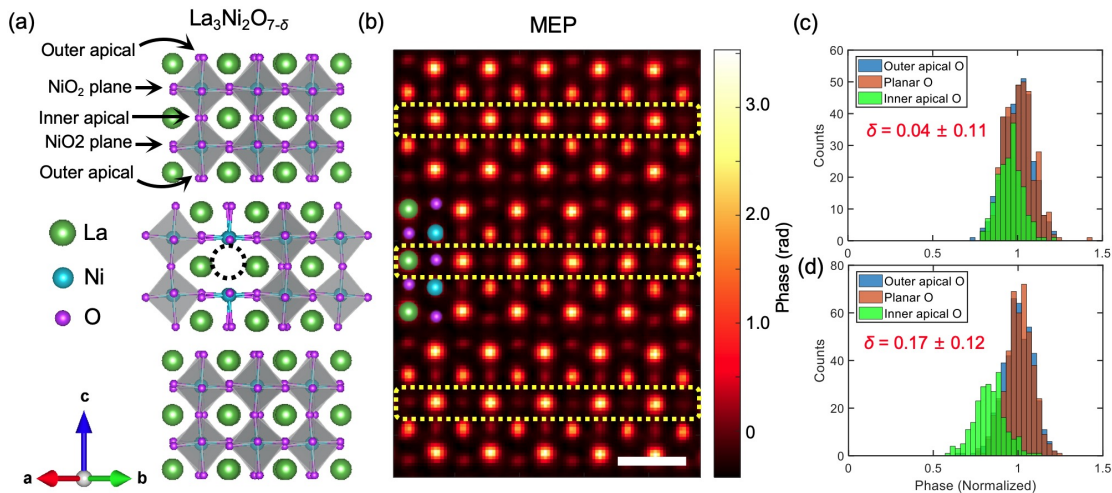 (a)
La₃Ni₂O₇₋δ
Outer apical
NiO₂ plane
Inner apical
NiO2 plane
Outer apical
La
Ni
O
c
a
b
(b)
MEP
3.0
2.0
1.0
0
Phase (rad)
(c)
60
50
40
30
20
10
0
Counts
Outer apical O
Planar O
Inner apical O
δ = 0.04 ± 0.11
0
0.5
1
1.5
(d)
80
60
40
20
0
Counts
Outer apical O
Planar O
Inner apical O
δ = 0.17 ± 0.12
0
0.5
1
1.5
Phase (Normalized)